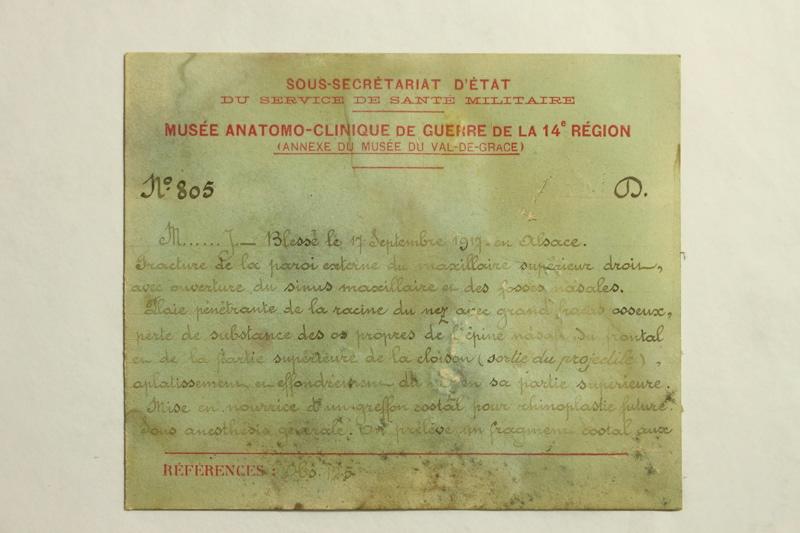 SOUS-SECRÉTARIAT D'ÉTAT
DU SERVICE DE SANTÉ MILITAIRE
MUSÉE ANATOMO-CLINIQUE DE GUERRE DE LA 14e RÉGION
(ANNEXE DU MUSÉE DU VAL-DE-GRACE)
No 805 D.
M...... J.— Blessé le 17 Septembre 1917 en Alsace.
Fracture de la paroi externe du maxillaire supérieur droit,
avec ouverture du sinus maxillaire et des fosses nasales.
Plaie pénétrante de la racine du nez avec grand fracas osseux,
perte de substance des os propres de l'épine nasale du frontal
et de la partie supérieure de la cloison (sortie du projectile),
aplatissement et effondrement du nez en sa partie supérieure.
Mise en nourrice d'un greffon costal pour rhinoplastie future.
Sous anesthésie générale. On prélève un fragment costal aux
RÉFÉRENCES : Obs.